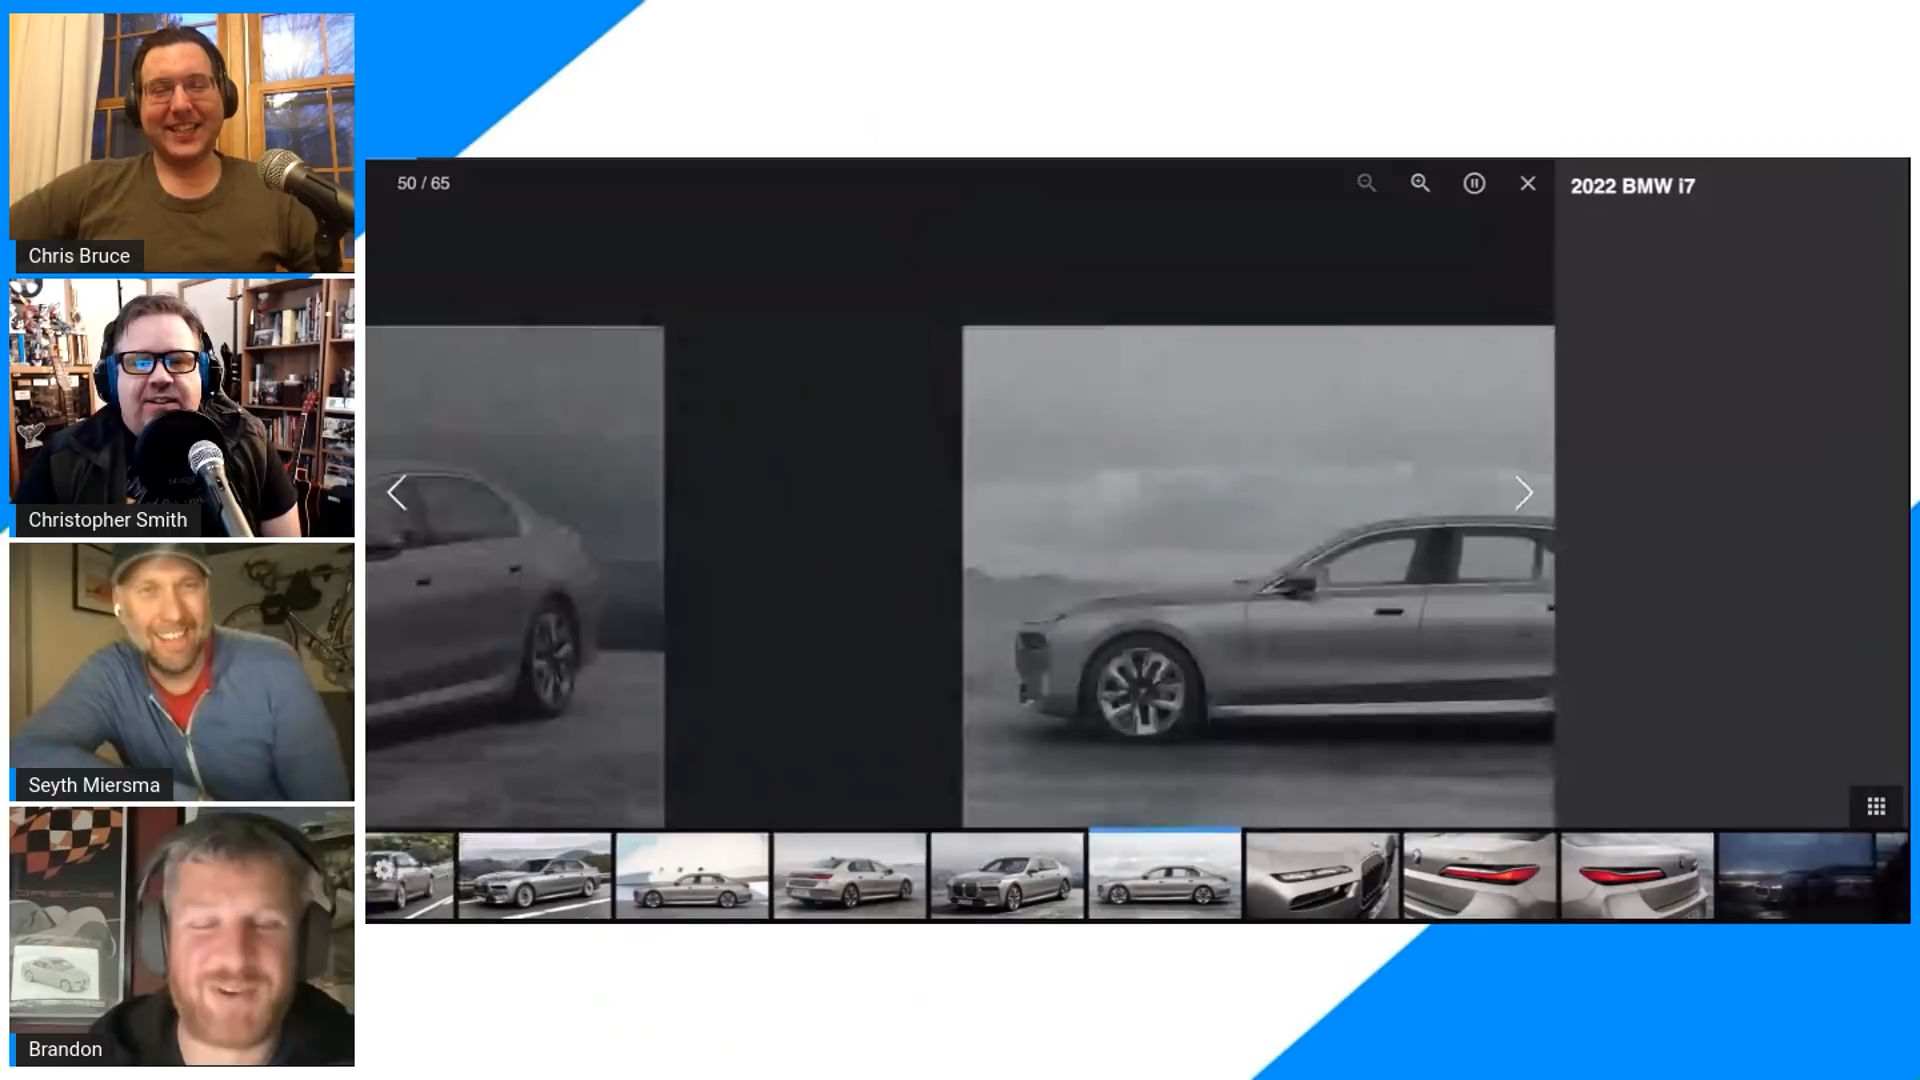 Chris Bruce
Christopher Smith
Seyth Miersma
Brandon
50 / 65
2022 BMW i7